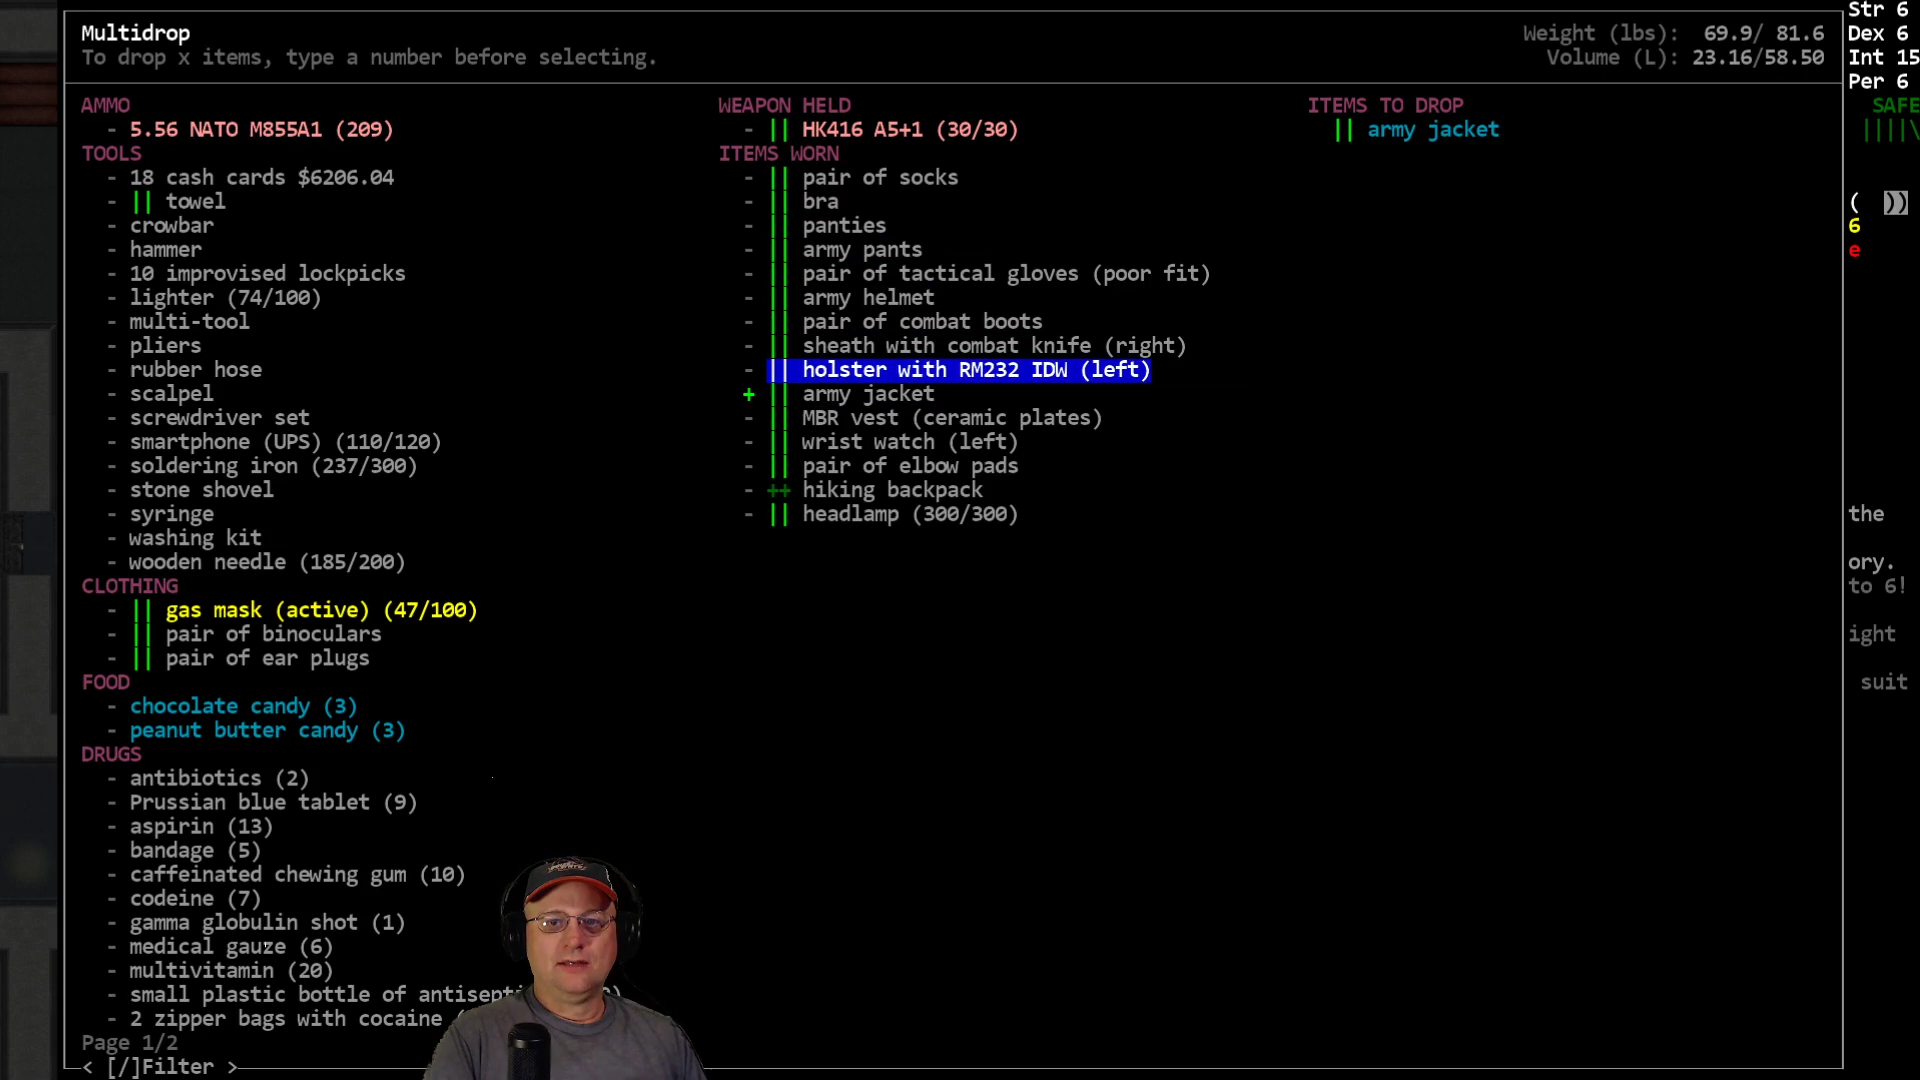 Multidrop
To drop x items, type a number before selecting.
Weight (lbs): 69.9/ 81.6
Volume (L): 23.16/58.50
AMMO
- 5.56 NATO M855A1 (209)
TOOLS
- 18 cash cards $6206.04
- || towel
- crowbar
- hammer
- 10 improvised lockpicks
- lighter (74/100)
- multi-tool
- pliers
- rubber hose
- scalpel
- screwdriver set
- smartphone (UPS) (110/120)
- soldering iron (237/300)
- stone shovel
- syringe
- washing kit
- wooden needle (185/200)
CLOTHING
- || gas mask (active) (47/100)
- || pair of binoculars
- || pair of ear plugs
FOOD
- chocolate candy (3)
- peanut butter candy (3)
DRUGS
- antibiotics (2)
- Prussian blue tablet (9)
- aspirin (13)
- bandage (5)
- caffeinated chewing gum (10)
- codeine (7)
- gamma globulin shot (1)
- medical gauze (6)
- multivitamin (20)
- small plastic bottle of antisept
- 2 zipper bags with cocaine
Page 1/2
< [/]Filter >
WEAPON HELD
- || HK416 A5+1 (30/30)
ITEMS WORN
- || pair of socks
- || bra
- || panties
- || army pants
- || pair of tactical gloves (poor fit)
- || army helmet
- || pair of combat boots
- || sheath with combat knife (right)
- || holster with RM232 IDW (left)
+ || army jacket
- || MBR vest (ceramic plates)
- || wrist watch (left)
- || pair of elbow pads
- ++ hiking backpack
- || headlamp (300/300)
ITEMS TO DROP
|| army jacket
Str 6
Dex 6
Int 15
Per 6
SAFE
||||\
( ))
6
e
the
ory.
to 6!
ight
suit